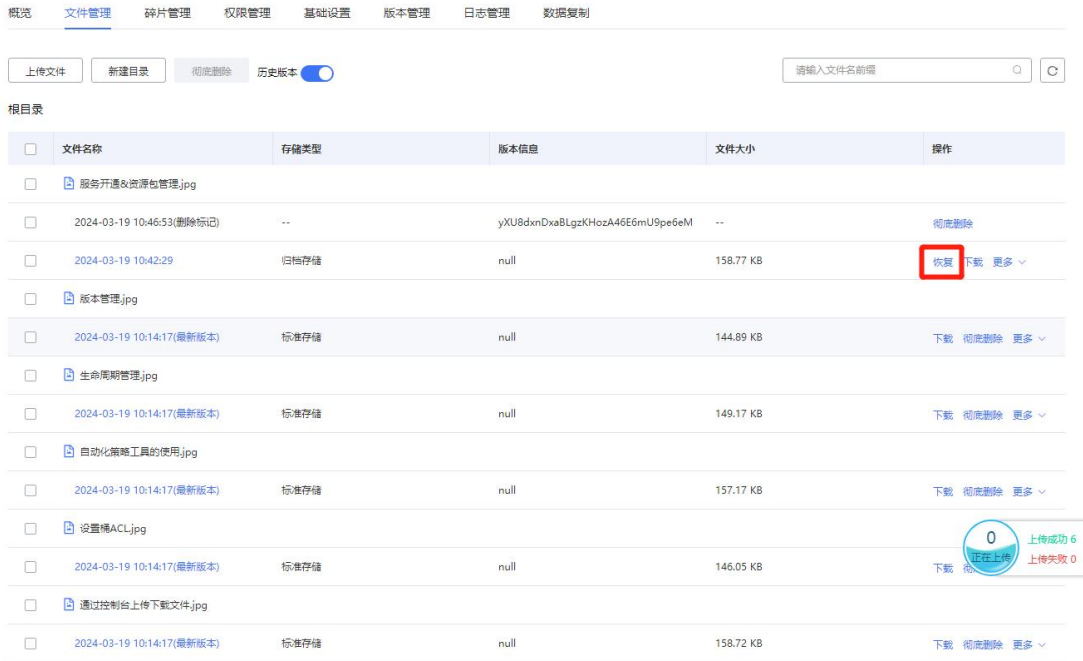 概览 文件管理 碎片管理 权限管理 基础设置 版本管理 日志管理 数据复制
上传文件 新建目录 彻底删除 历史版本 请输入文件名前缀
根目录
文件名称 存储类型 版本信息 文件大小 操作
服务开通&资源包管理.jpg
2024-03-19 10:46:53(删除标记) -- yXU8dxnDxaBLgzKHozA46E6mU9pe6eM -- 彻底删除
2024-03-19 10:42:29 归档存储 null 158.77 KB 恢复 下载 更多
版本管理.jpg
2024-03-19 10:14:17(最新版本) 标准存储 null 144.89 KB 下载 彻底删除 更多
生命周期管理.jpg
2024-03-19 10:14:17(最新版本) 标准存储 null 149.17 KB 下载 彻底删除 更多
自动化策略工具的使用.jpg
2024-03-19 10:14:17(最新版本) 标准存储 null 157.17 KB 下载 彻底删除 更多
设置桶ACL.jpg
0 上传成功 6
正在上传 上传失败 0
2024-03-19 10:14:17(最新版本) 标准存储 null 146.05 KB 下载
通过控制台上传下载文件.jpg
2024-03-19 10:14:17(最新版本) 标准存储 null 158.72 KB 下载 彻底删除 更多